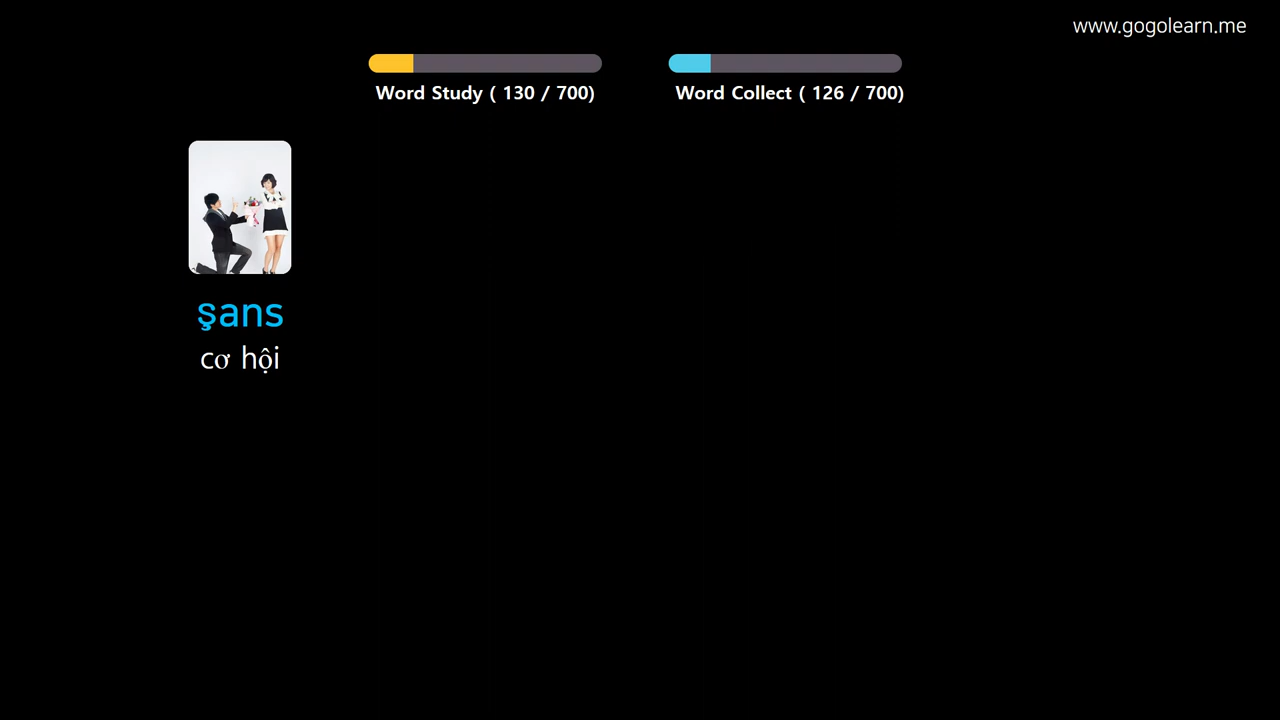 www.gogolearn.me
Word Study ( 130 / 700)
Word Collect ( 126 / 700)
şans
cơ hội